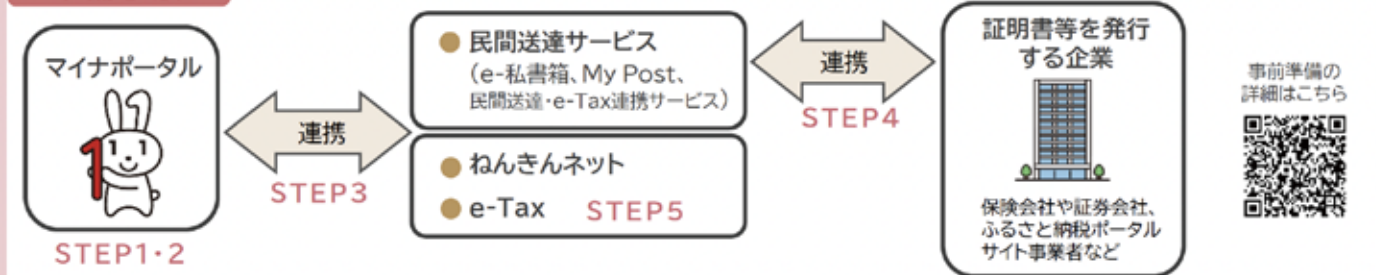 マイナポータル
STEP1・2
連携
STEP3
● 民間送達サービス
(e-私書箱、My Post、
民間送達・e-Tax連携サービス)
● ねんきんネット
● e-Tax STEP5
連携
STEP4
証明書等を発行
する企業
保険会社や証券会社、
ふるさと納税ポータル
サイト事業者など
事前準備の
詳細はこちら